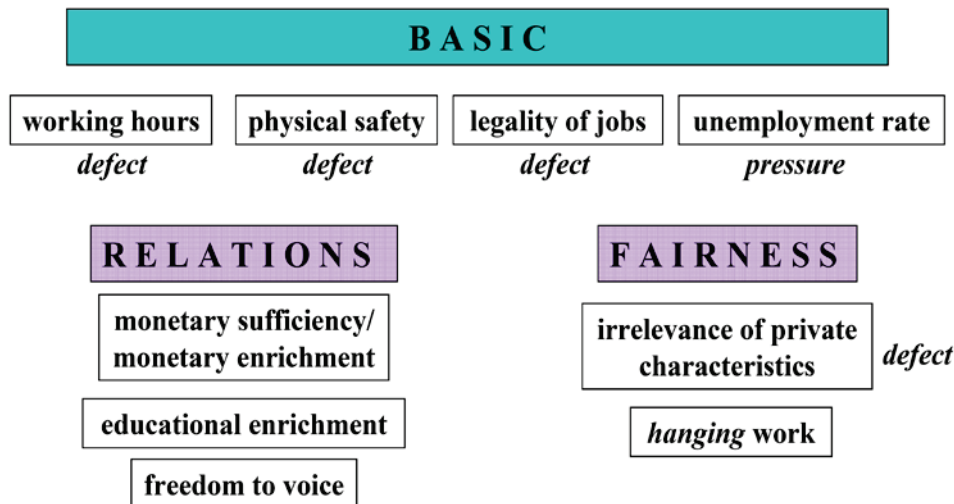 BASIC
working hours
physical safety
legality of jobs
unemployment rate
defect
defect
defect
pressure
RELATIONS
monetary sufficiency/
monetary enrichment
educational enrichment
freedom to voice
FAIRNESS
irrelevance of private
characteristics
defect
hanging work